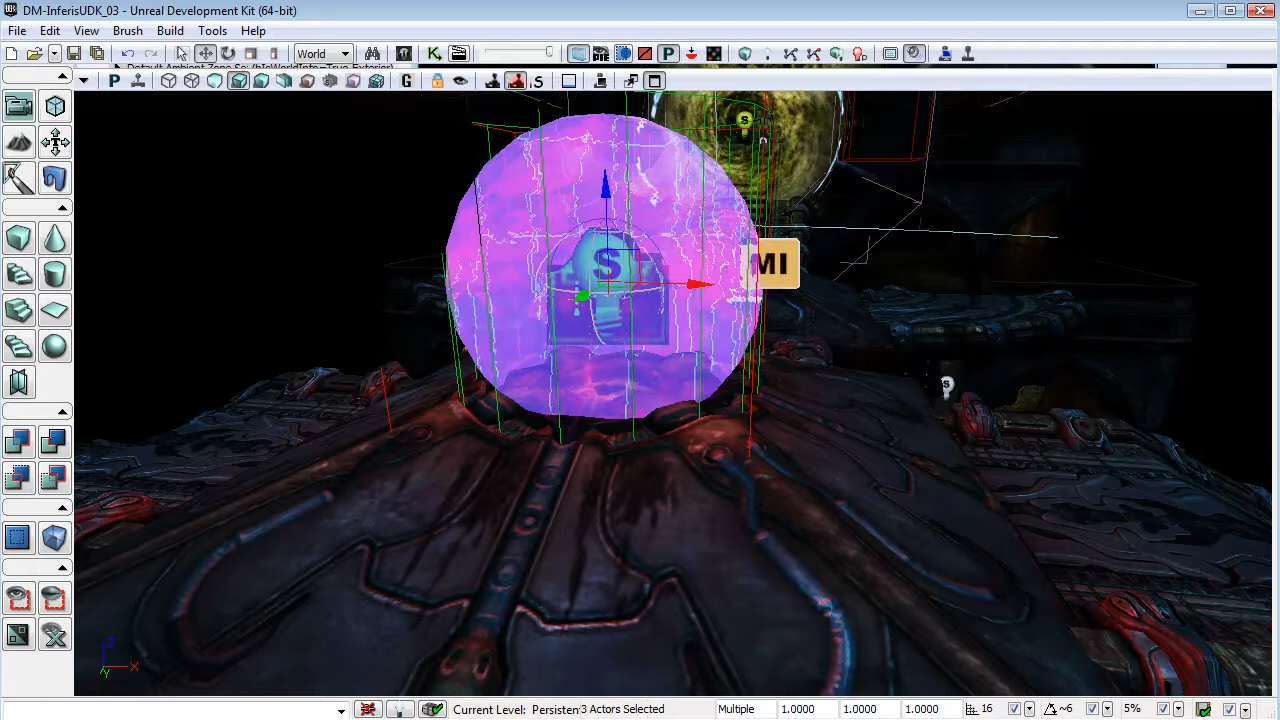 DM-InferisUDK_03 - Unreal Development Kit (64-bit)
File Edit View Brush Build Tools Help
World
P G S
S
S
MI
S
Z
X
Y
Current Level: Persisten 3 Actors Selected Multiple 1.0000 1.0000 1.0000 16 ~6 5%